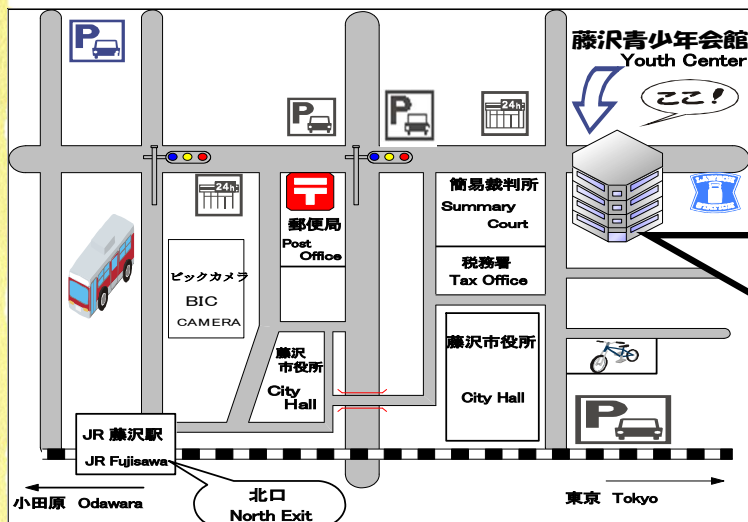 P
藤沢青少年会館
Youth Center
ここ!
P
P
24h
24h
〒
郵便局
Post
Office
簡易裁判所
Summary
Court
LAWSON
STATION
税務署
Tax Office
ビックカメラ
BIC
CAMERA
藤沢
市役所
City
Hall
藤沢市役所
City Hall
P
JR 藤沢駅
JR Fujisawa
小田原 Odawara
北口
North Exit
東京 Tokyo